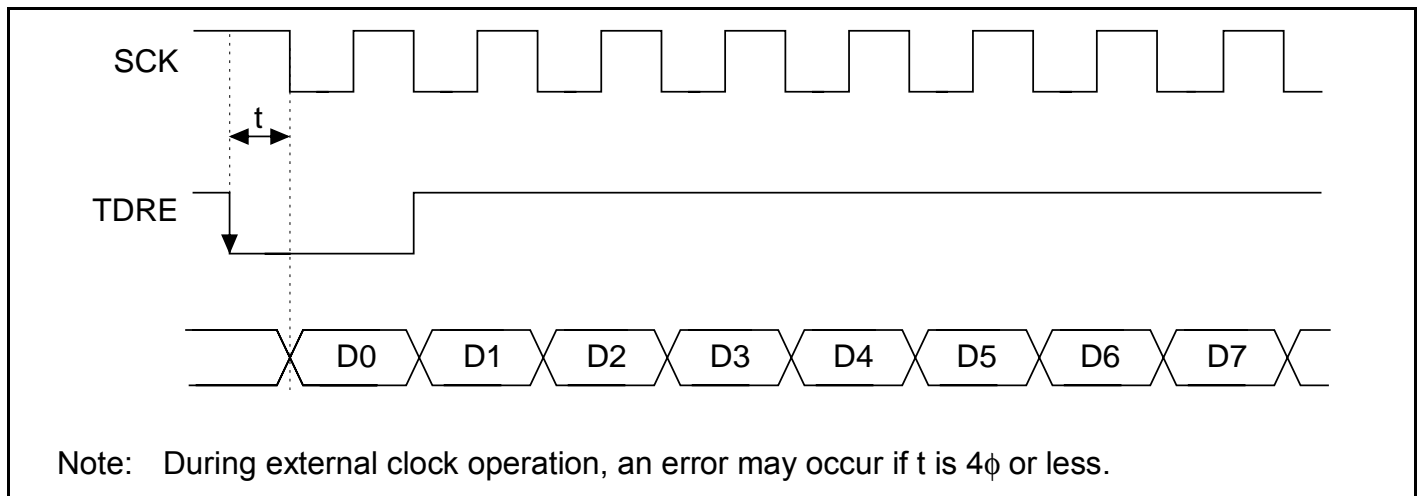 SCK
t
TDRE
D0 D1 D2 D3 D4 D5 D6 D7
Note: During external clock operation, an error may occur if t is 4ϕ or less.